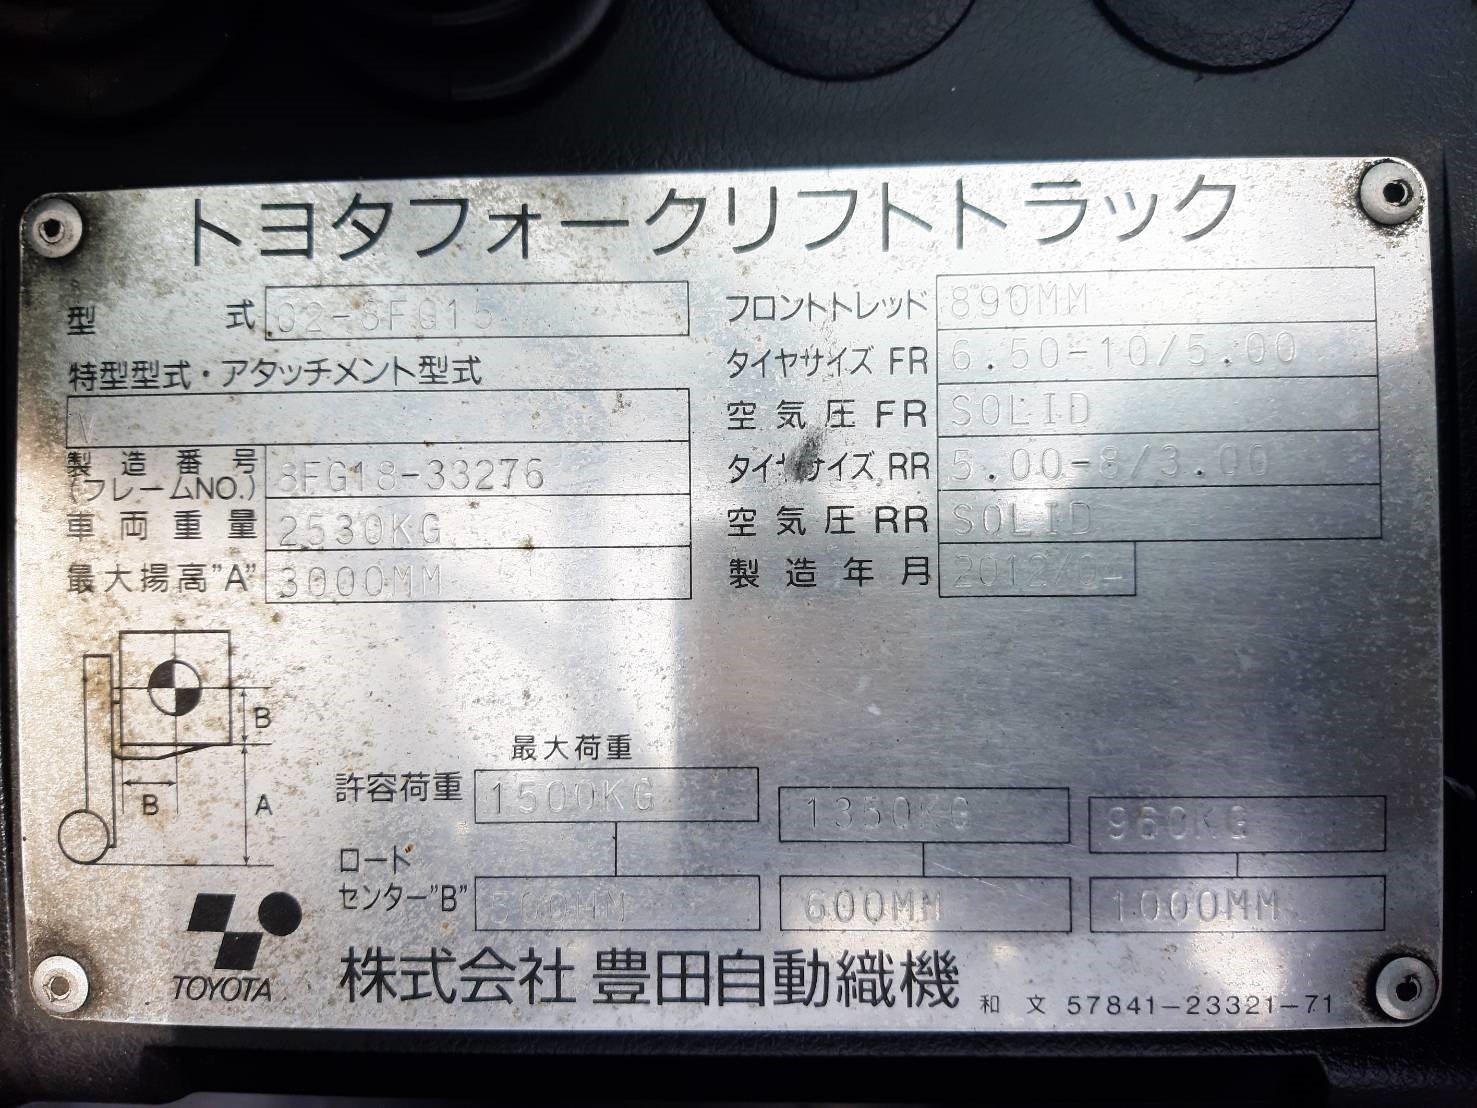 トヨタフォークリフトトラック
型式 02-8FG15
特型型式・アタッチメント型式
V
製造番号 8FG18-33276
(フレームNO.)
車両重量 2530KG
最大揚高"A" 3000MM
フロントトレッド 890MM
タイヤサイズ FR 6.50-10/5.00
空気圧 FR SOLID
タイヤサイズ RR 5.00-8/3.00
空気圧 RR SOLID
製造年月
B
B
A
最大荷重
許容荷重 1500KG 1350KG 960KG
ロード
センター"B" 500MM 600MM 1000MM
TOYOTA
株式会社 豊田自動織機
和文 57841-23321-71